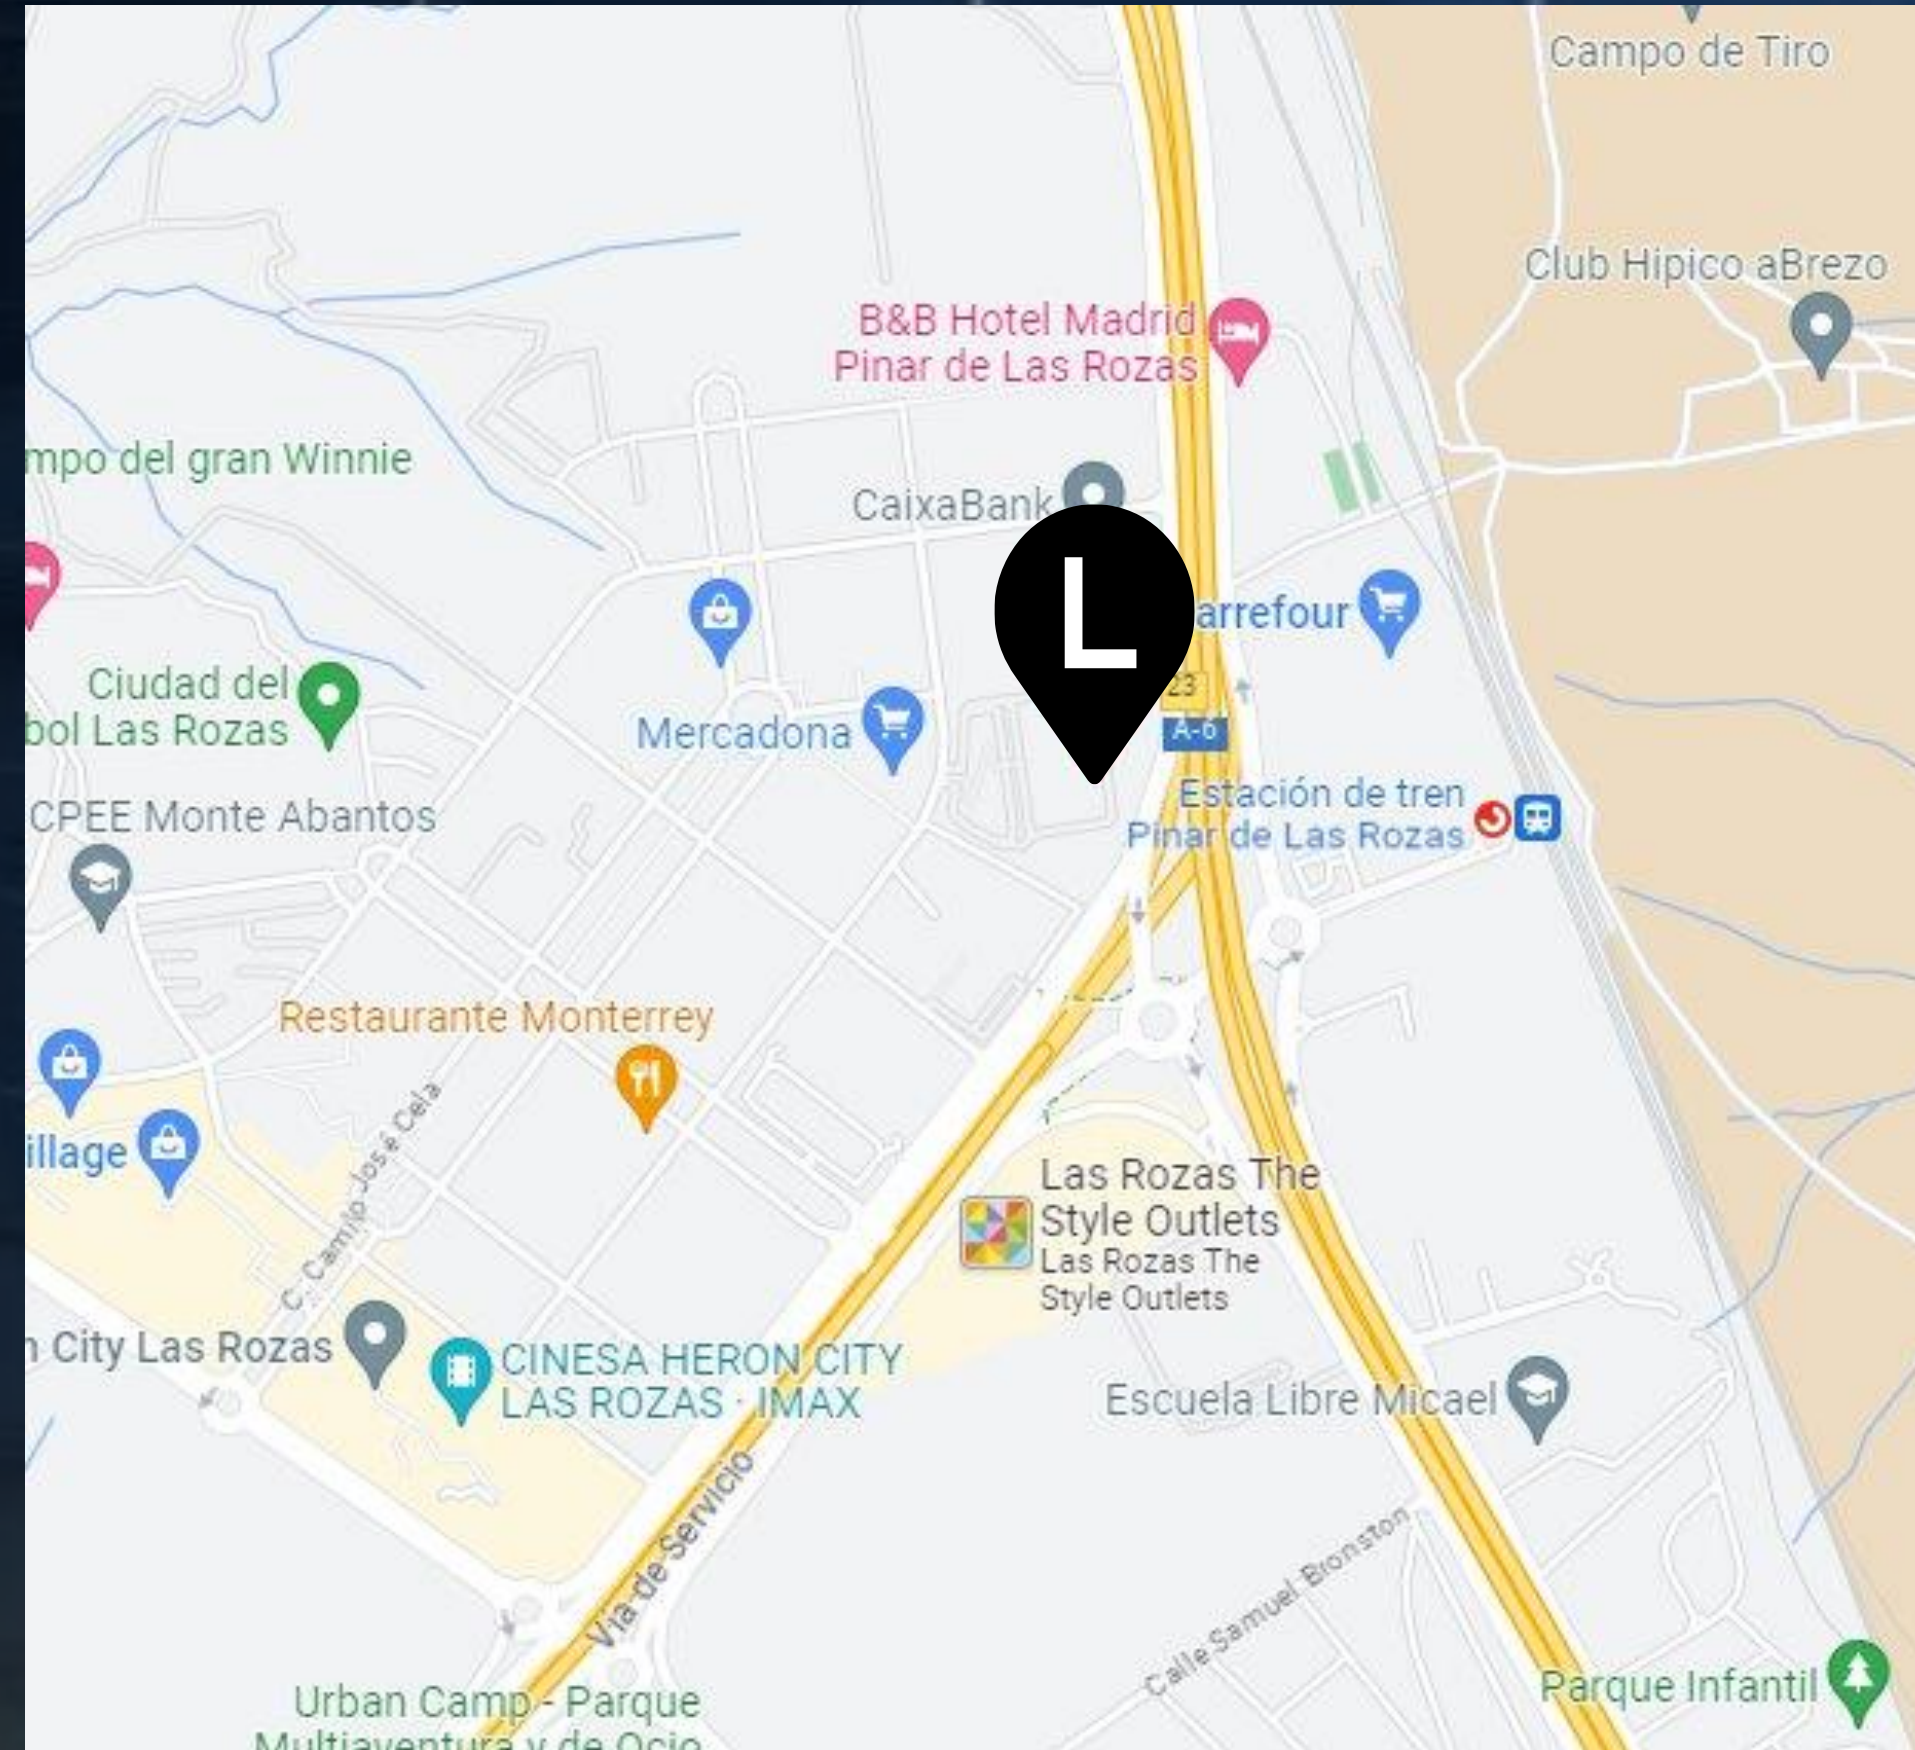 Campo de Tiro
Club Hipico aBrezo
B&B Hotel Madrid
Pinar de Las Rozas
mpo del gran Winnie
CaixaBank
L
arrefour
Ciudad del
bol Las Rozas
23
Mercadona
A-6
Estación de tren
Pinar de Las Rozas
CPEE Monte Abantos
Restaurante Monterrey
C. Camilo José Cela
illage
Las Rozas The
Style Outlets
Las Rozas The
Style Outlets
n City Las Rozas
CINESA HERON CITY
LAS ROZAS · IMAX
Escuela Libre Micael
Vía de Servicio
Calle Samuel Bronston
Parque Infantil
Urban Camp - Parque
Multiaventura y de Ocio